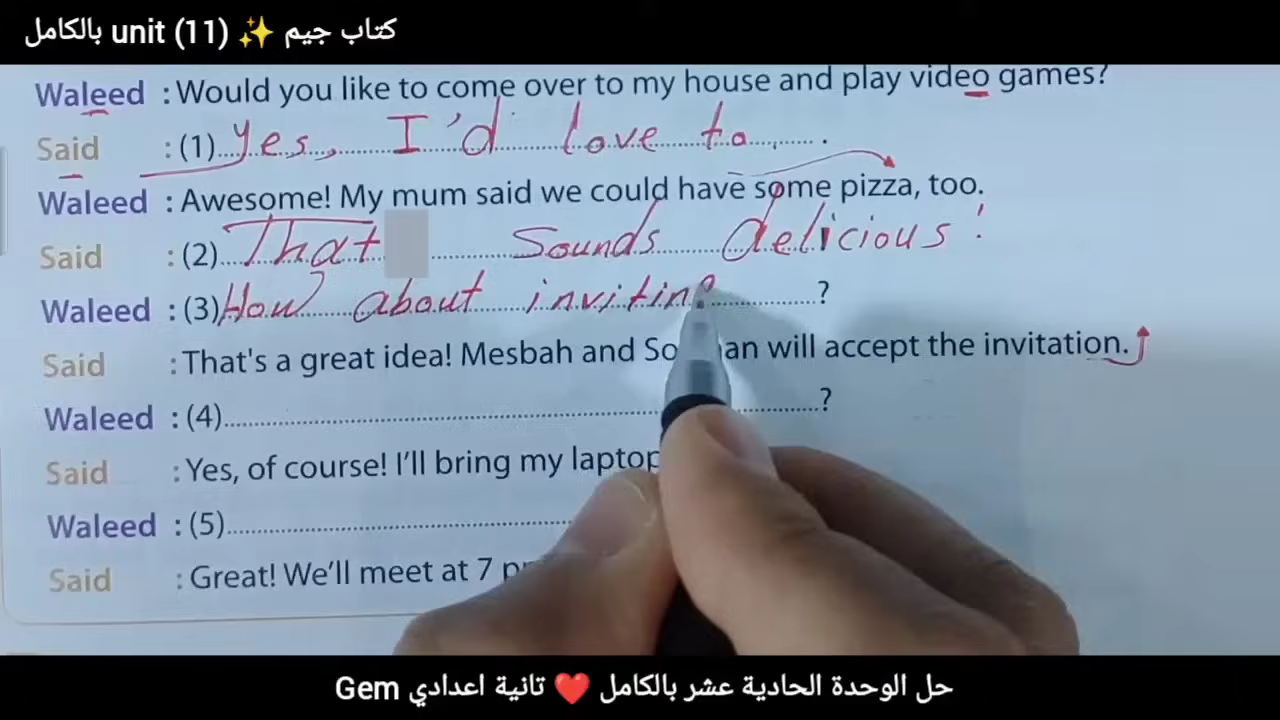 كتاب جيم ✨ unit (11) بالكامل
Waleed : Would you like to come over to my house and play video games?
Said : (1) Yes, I'd love to .
Waleed : Awesome! My mum said we could have some pizza, too.
Said : (2) That sounds delicious!
Waleed : (3) How about inviting ?
Said : That's a great idea! Mesbah and an will accept the invitation.
Waleed : (4) ?
Said : Yes, of course! I'll bring my laptop
Waleed : (5)
Said : Great! We'll meet at 7
حل الوحدة الحادية عشر بالكامل ❤️ تانية اعدادي Gem